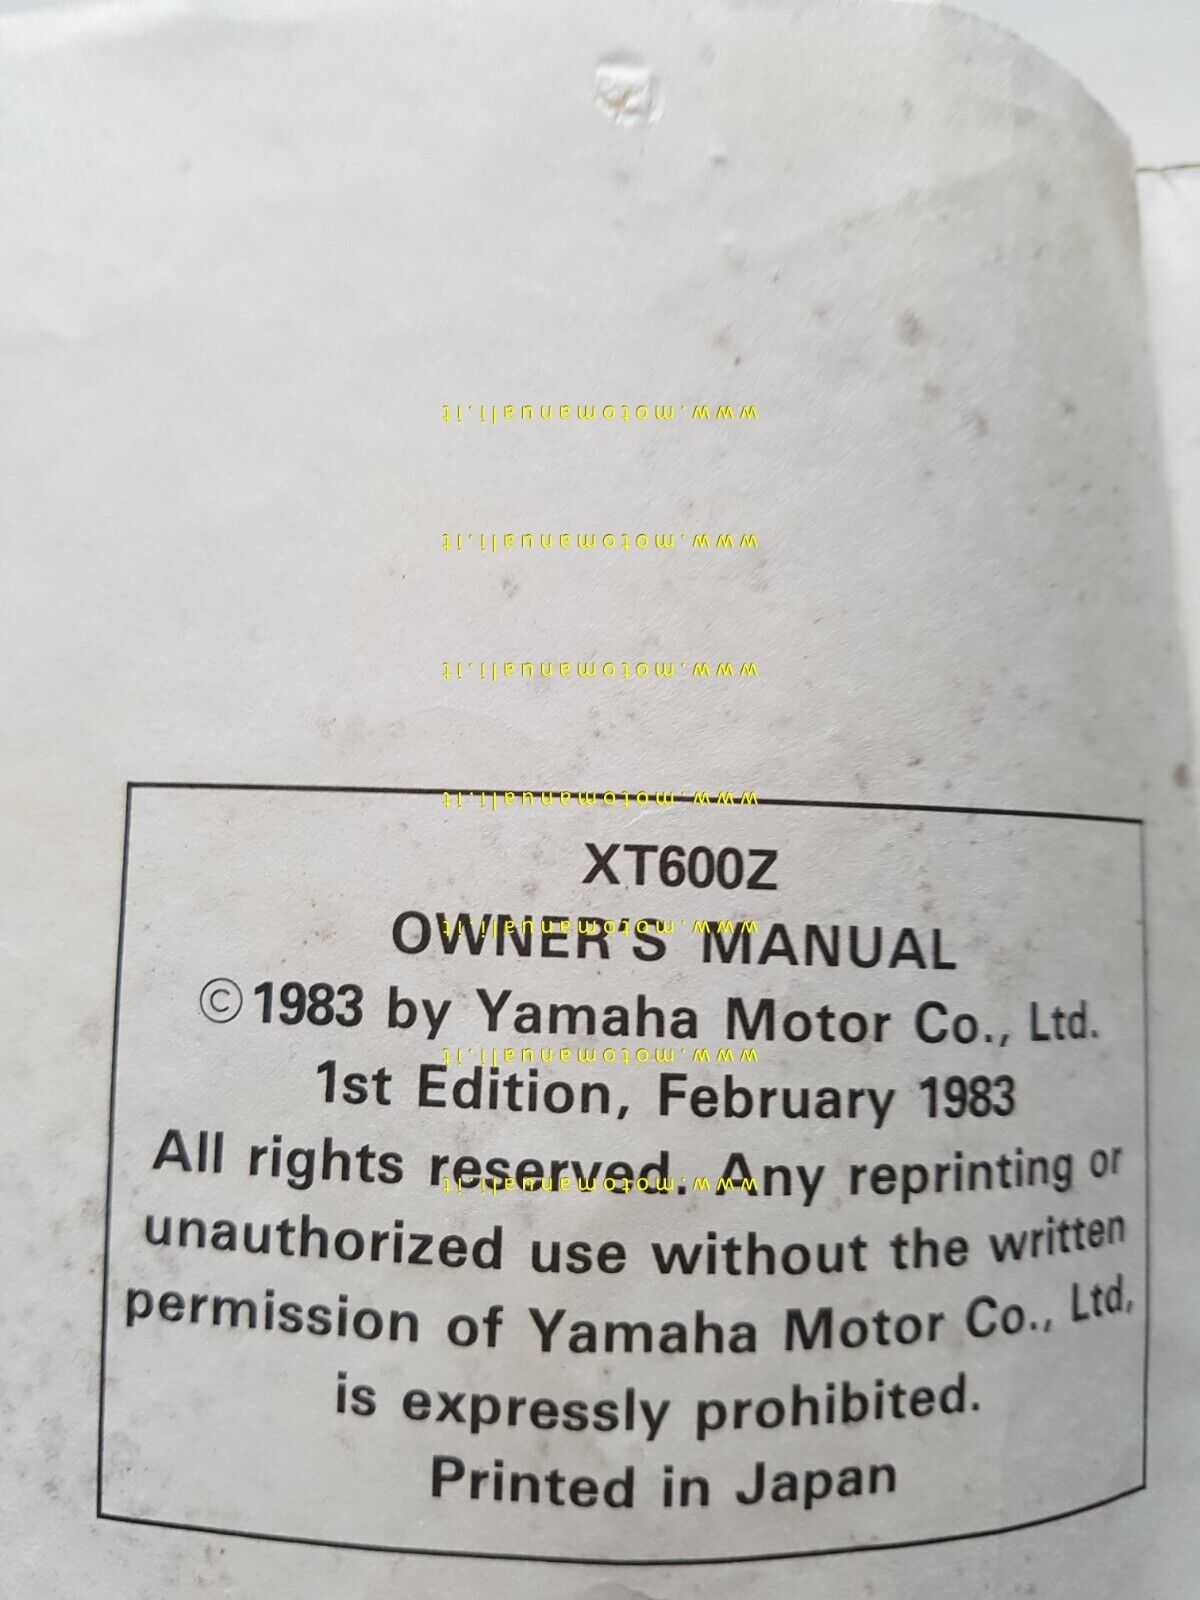 www.motomanuali.it
www.motomanuali.it
www.motomanuali.it
www.motomanuali.it
XT600Z
www.motomanuali.it
OWNER'S MANUAL
©1983 by Yamaha Motor Co., Ltd.
www.motomanuali.it
1st Edition, February 1983
All rights reserved. Any reprinting or
www.motomanuali.it
unauthorized use without the written
permission of Yamaha Motor Co., Ltd,
is expressly prohibited.
Printed in Japan